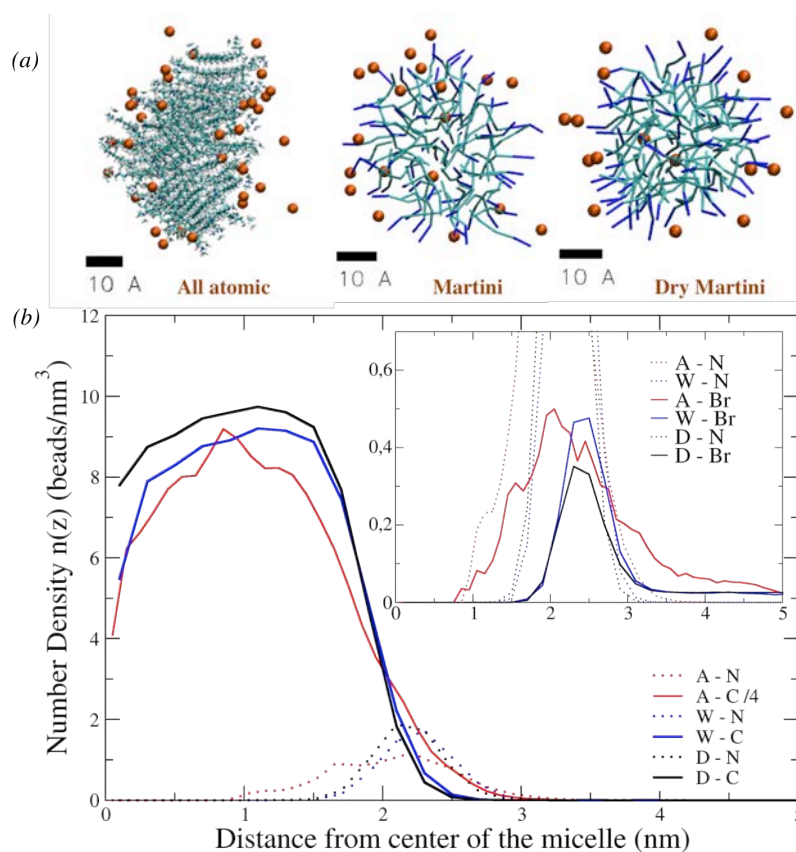 (a)
10 A
All atomic
10 A
Martini
10 A
Dry Martini
(b)
Number Density n(z) (beads/nm³)
12
10
8
6
4
2
0
0
1
2
3
4
5
Distance from center of the micelle (nm)
0,6
0,4
0,2
0
0
1
2
3
4
5
A - N
W - N
A - Br
W - Br
D - N
D - Br
A - N
A - C /4
W - N
W - C
D - N
D - C